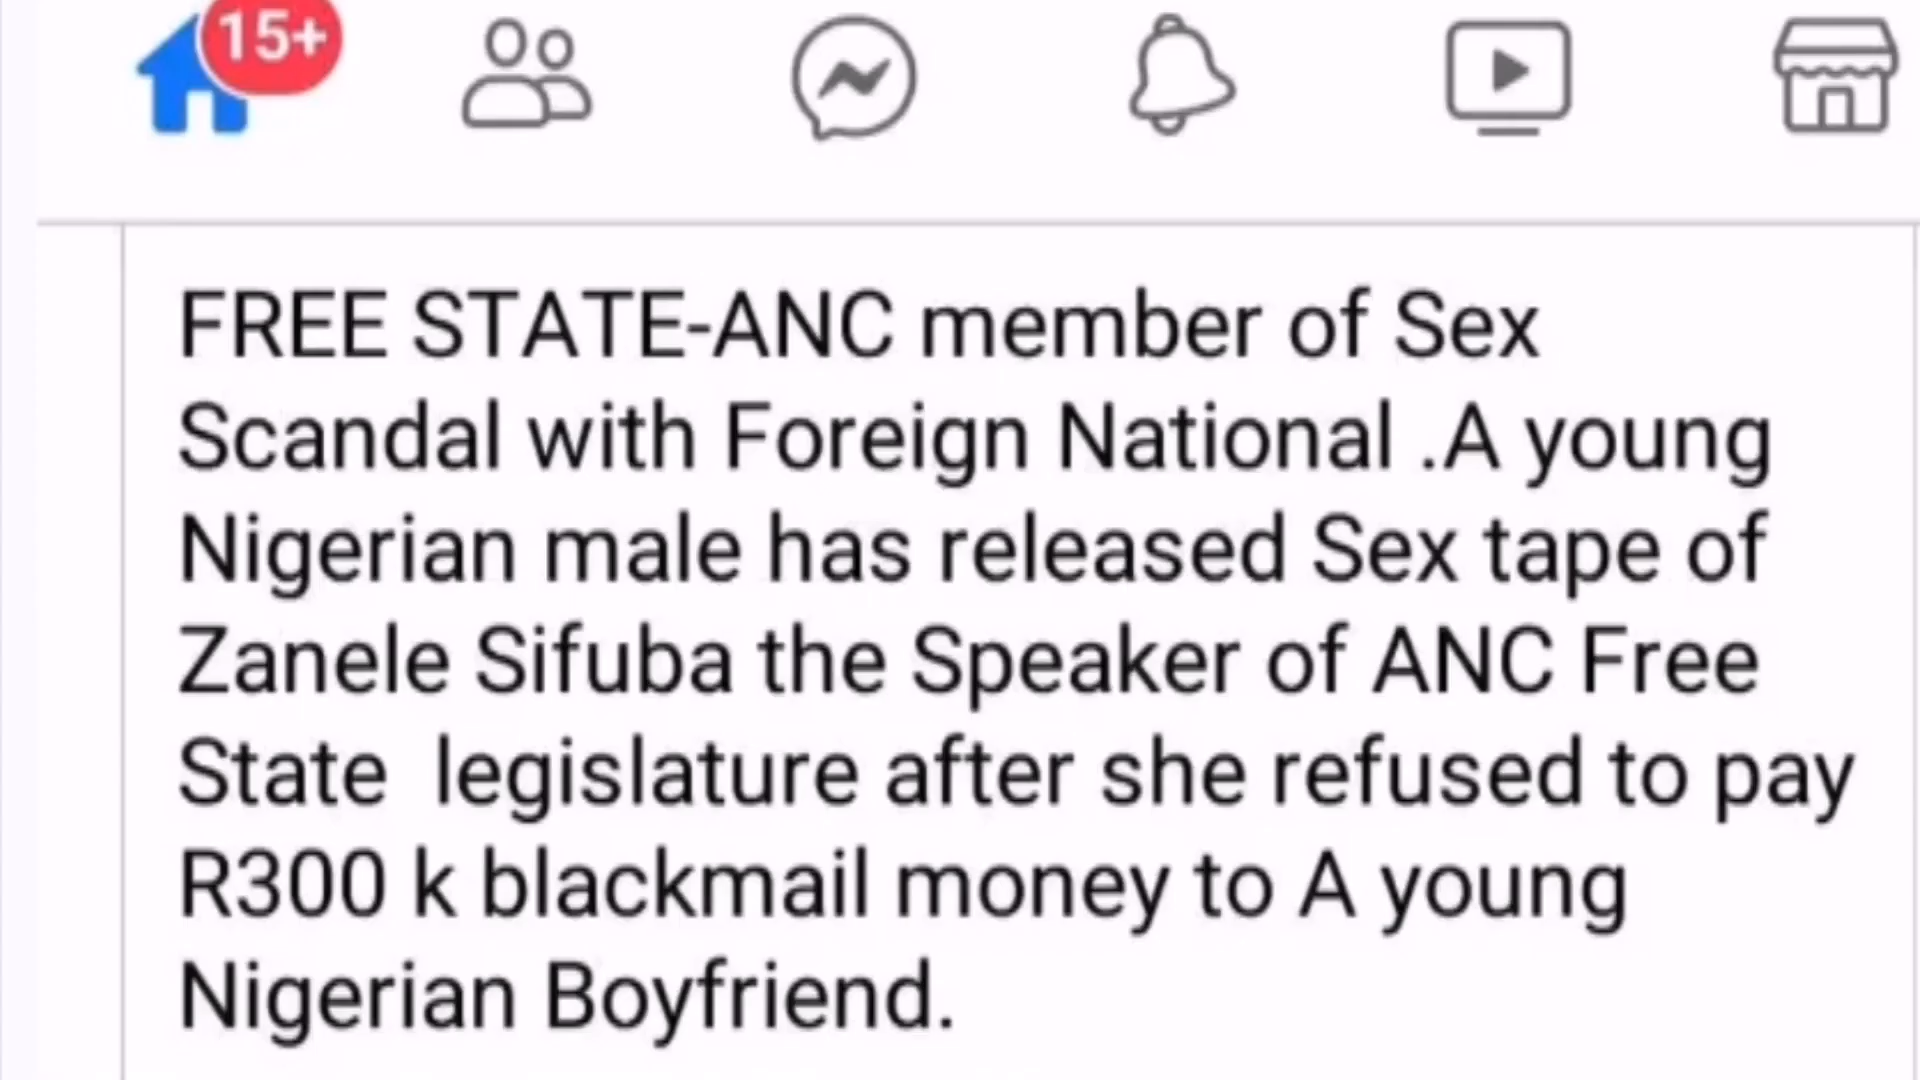 15+
FREE STATE-ANC member of Sex
Scandal with Foreign National .A young
Nigerian male has released Sex tape of
Zanele Sifuba the Speaker of ANC Free
State  legislature after she refused to pay
R300 k blackmail money to A young
Nigerian Boyfriend.